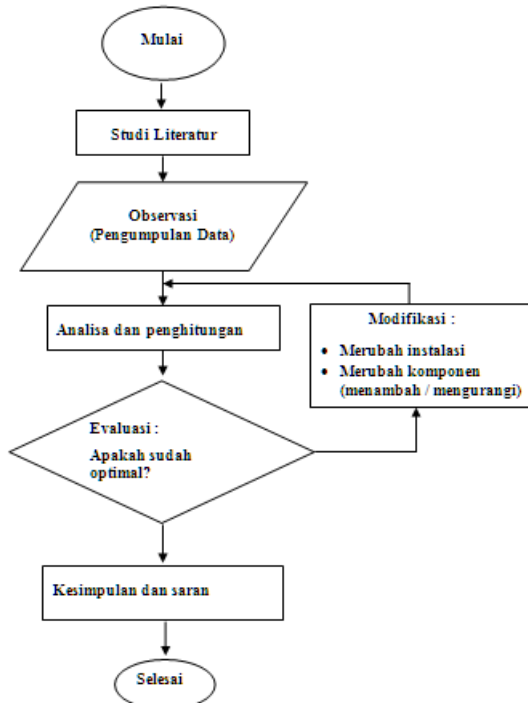 Mulai
Studi Literatur
Observasi
(Pengumpulan Data)
Analisa dan penghitungan
Modifikasi :
• Merubah instalasi
• Merubah komponen
(menambah / mengurangi)
Evaluasi :
Apakah sudah
optimal?
Kesimpulan dan saran
Selesai